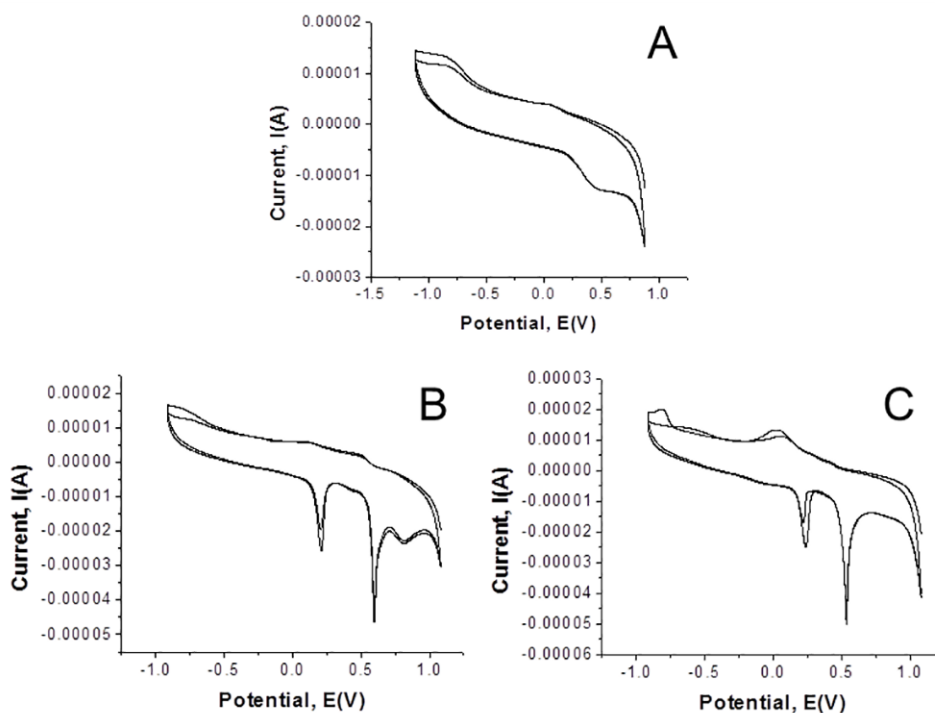 A
0.00002
0.00001
0.00000
-0.00001
-0.00002
-0.00003
Current, I(A)
-1.5 -1.0 -0.5 0.0 0.5 1.0
Potential, E(V)
B
0.00002
0.00001
0.00000
-0.00001
-0.00002
-0.00003
-0.00004
-0.00005
Current, I(A)
-1.0 -0.5 0.0 0.5 1.0
Potential, E(V)
C
0.00003
0.00002
0.00001
0.00000
-0.00001
-0.00002
-0.00003
-0.00004
-0.00005
-0.00006
Current, I(A)
-1.0 -0.5 0.0 0.5 1.0
Potential, E(V)